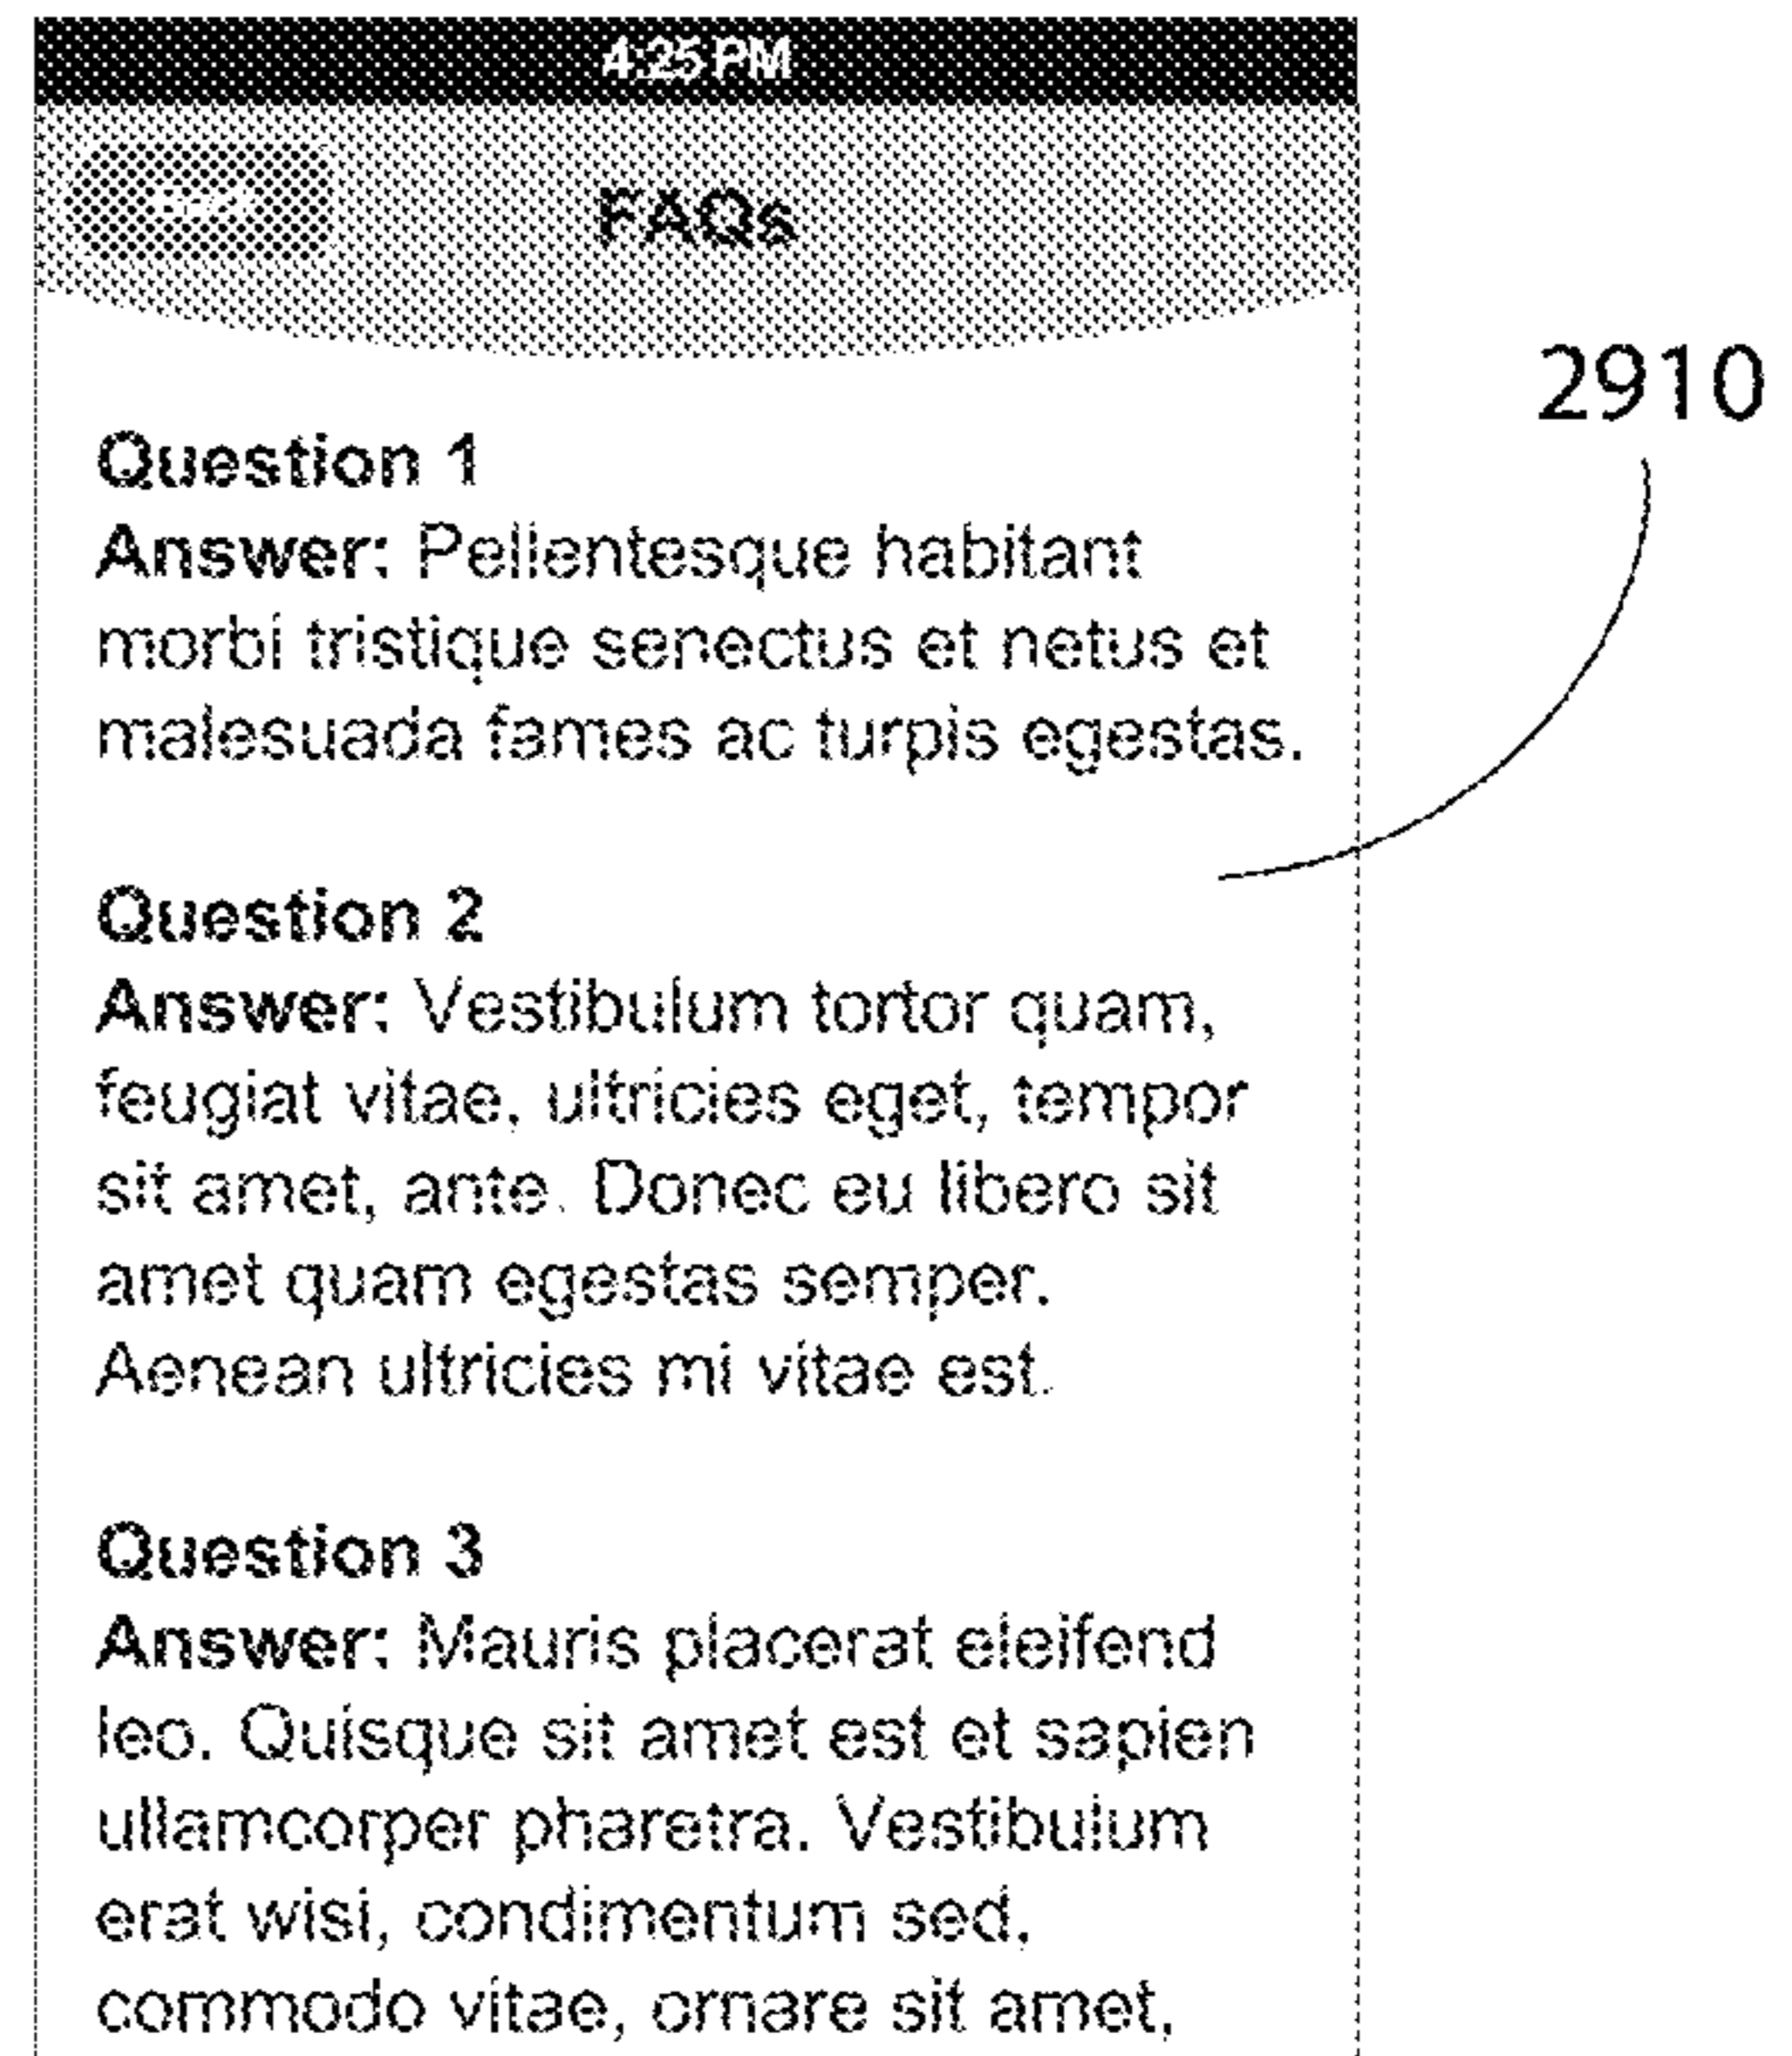 4:25 PM
FAQs
2910
Question 1
Answer: Pellentesque habitant
morbi tristique senectus et netus et
malesuada fames ac turpis egestas.
Question 2
Answer: Vestibulum tortor quam,
feugiat vitae, ultricies eget, tempor
sit amet, ante. Donec eu libero sit
amet quam egestas semper.
Aenean ultricies mi vitae est.
Question 3
Answer: Mauris placerat eleifend
leo. Quisque sit amet est et sapien
ullamcorper pharetra. Vestibulum
erat wisi, condimentum sed,
commodo vitae, ornare sit amet,